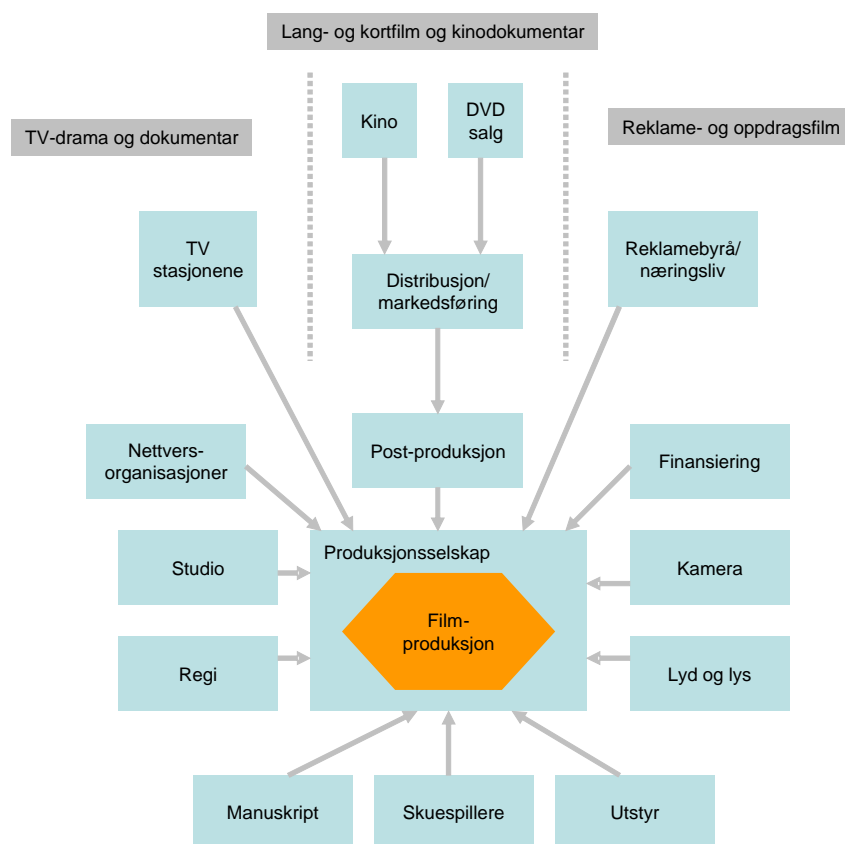 Lang- og kortfilm og kinodokumentar
TV-drama og dokumentar
Kino
DVD
salg
Reklame- og oppdragsfilm
TV
stasjonene
Distribusjon/
markedsføring
Reklamebyrå/
næringsliv
Nettvers-
organisasjoner
Post-produksjon
Finansiering
Studio
Produksjonsselskap
Kamera
Film-
produksjon
Regi
Lyd og lys
Manuskript
Skuespillere
Utstyr